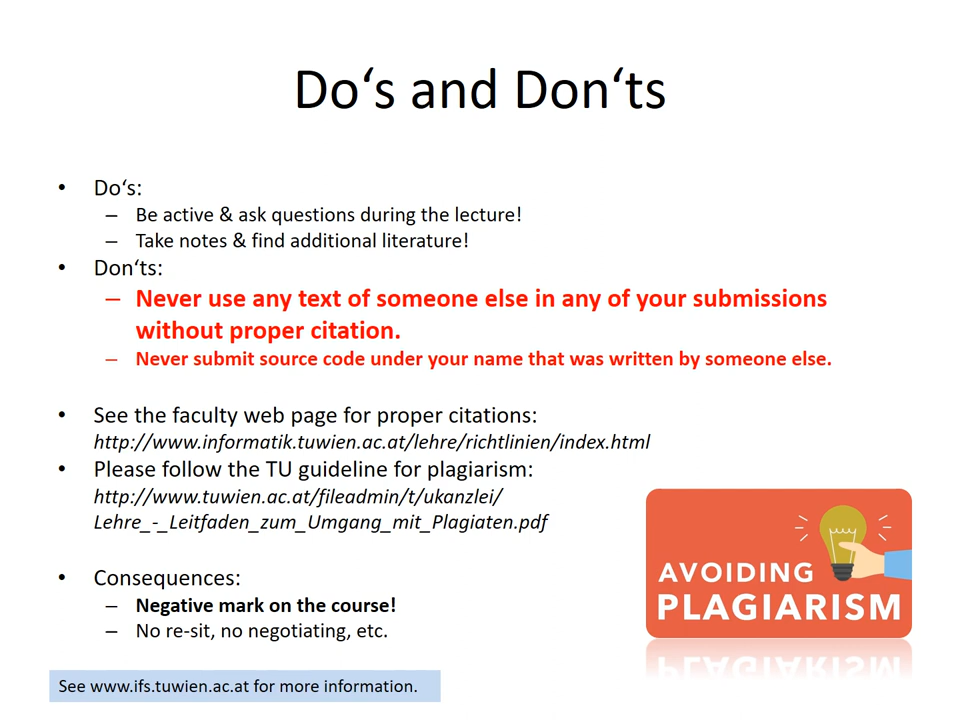 Do‘s and Don‘ts
• Do‘s:
– Be active & ask questions during the lecture!
– Take notes & find additional literature!
• Don‘ts:
– Never use any text of someone else in any of your submissions
without proper citation.
– Never submit source code under your name that was written by someone else.
• See the faculty web page for proper citations:
http://www.informatik.tuwien.ac.at/lehre/richtlinien/index.html
• Please follow the TU guideline for plagiarism:
http://www.tuwien.ac.at/fileadmin/t/ukanzlei/
Lehre_-_Leitfaden_zum_Umgang_mit_Plagiaten.pdf
• Consequences:
– Negative mark on the course!
– No re-sit, no negotiating, etc.
AVOIDING
PLAGIARISM
See www.ifs.tuwien.ac.at for more information.